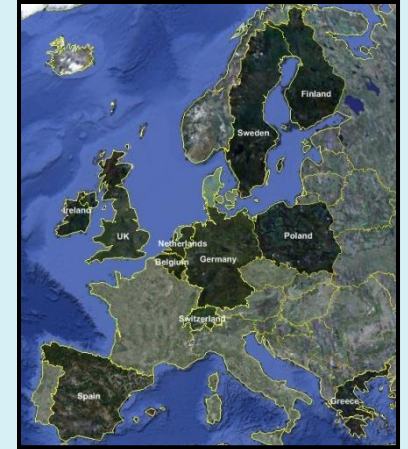 Finland
Sweden
Ireland
UK
Netherlands
Poland
Belgium
Germany
Switzerland
Spain
Greece